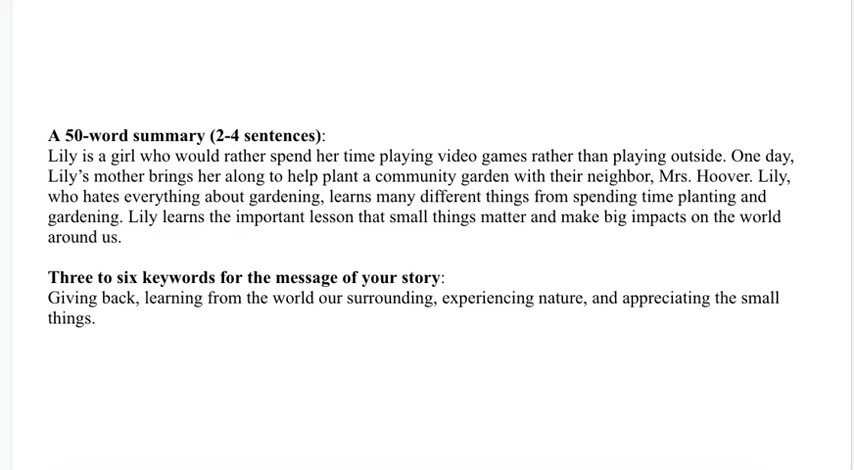 A 50-word summary (2-4 sentences):
Lily is a girl who would rather spend her time playing video games rather than playing outside. One day,
Lily’s mother brings her along to help plant a community garden with their neighbor, Mrs. Hoover. Lily,
who hates everything about gardening, learns many different things from spending time planting and
gardening. Lily learns the important lesson that small things matter and make big impacts on the world
around us.
Three to six keywords for the message of your story:
Giving back, learning from the world our surrounding, experiencing nature, and appreciating the small
things.